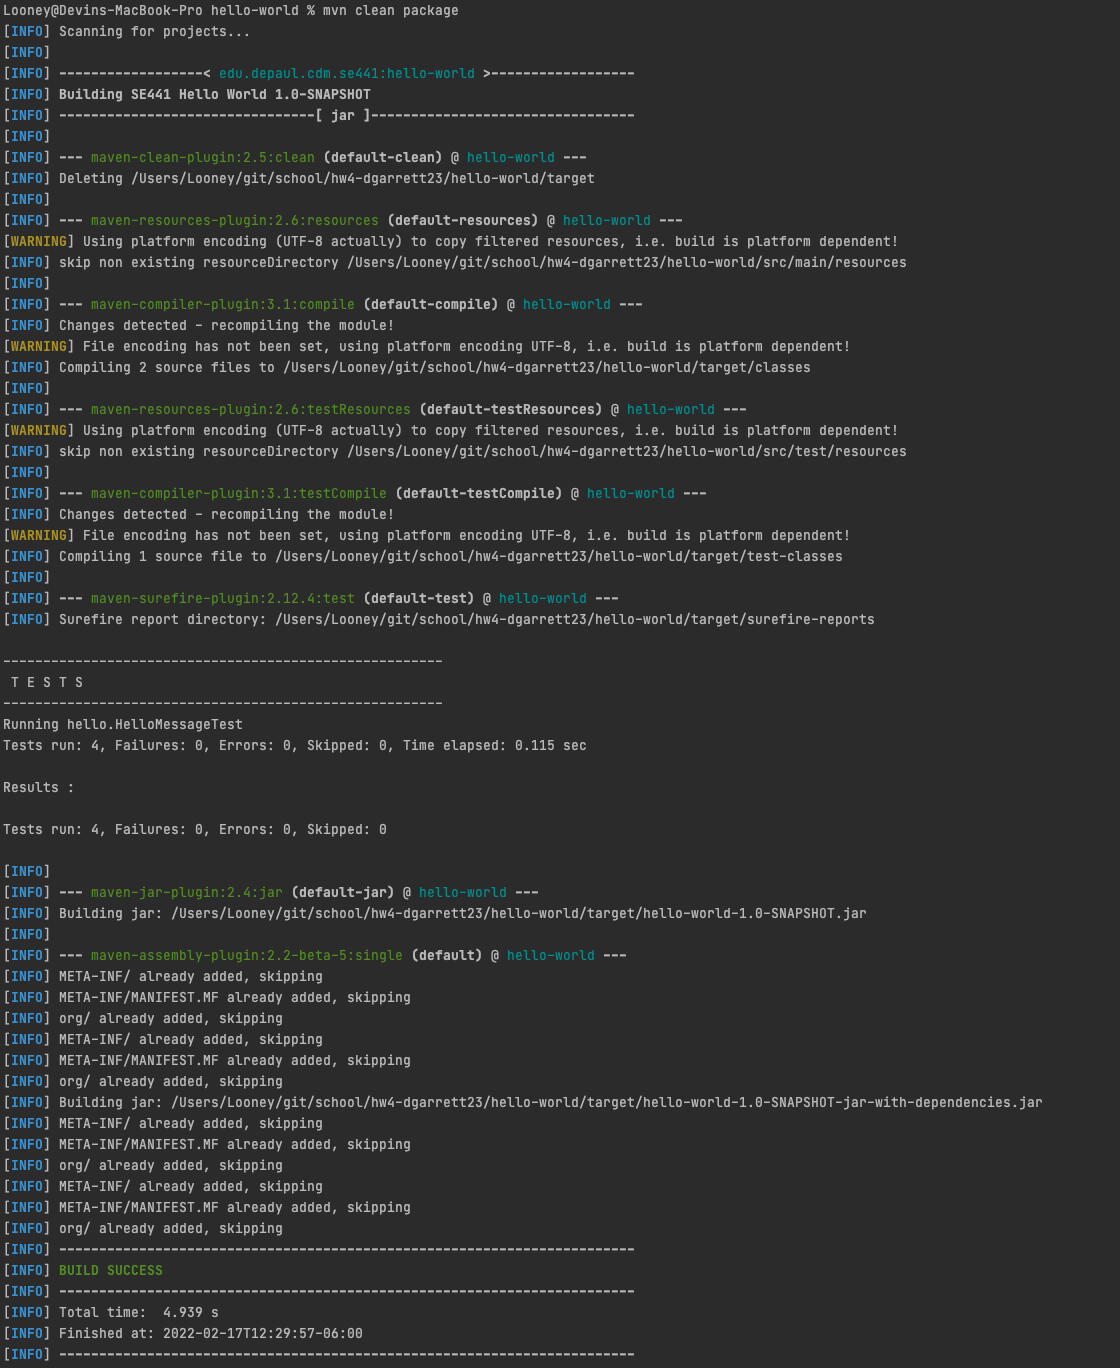 Looney@Devins-MacBook-Pro hello-world % mvn clean package
[INFO] Scanning for projects...
[INFO]
[INFO] ------------------< edu.depaul.cdm.se441:hello-world >------------------
[INFO] Building SE441 Hello World 1.0-SNAPSHOT
[INFO] --------------------------------[ jar ]---------------------------------
[INFO]
[INFO] --- maven-clean-plugin:2.5:clean (default-clean) @ hello-world ---
[INFO] Deleting /Users/Looney/git/school/hw4-dgarrett23/hello-world/target
[INFO]
[INFO] --- maven-resources-plugin:2.6:resources (default-resources) @ hello-world ---
[WARNING] Using platform encoding (UTF-8 actually) to copy filtered resources, i.e. build is platform dependent!
[INFO] skip non existing resourceDirectory /Users/Looney/git/school/hw4-dgarrett23/hello-world/src/main/resources
[INFO]
[INFO] --- maven-compiler-plugin:3.1:compile (default-compile) @ hello-world ---
[INFO] Changes detected - recompiling the module!
[WARNING] File encoding has not been set, using platform encoding UTF-8, i.e. build is platform dependent!
[INFO] Compiling 2 source files to /Users/Looney/git/school/hw4-dgarrett23/hello-world/target/classes
[INFO]
[INFO] --- maven-resources-plugin:2.6:testResources (default-testResources) @ hello-world ---
[WARNING] Using platform encoding (UTF-8 actually) to copy filtered resources, i.e. build is platform dependent!
[INFO] skip non existing resourceDirectory /Users/Looney/git/school/hw4-dgarrett23/hello-world/src/test/resources
[INFO]
[INFO] --- maven-compiler-plugin:3.1:testCompile (default-testCompile) @ hello-world ---
[INFO] Changes detected - recompiling the module!
[WARNING] File encoding has not been set, using platform encoding UTF-8, i.e. build is platform dependent!
[INFO] Compiling 1 source file to /Users/Looney/git/school/hw4-dgarrett23/hello-world/target/test-classes
[INFO]
[INFO] --- maven-surefire-plugin:2.12.4:test (default-test) @ hello-world ---
[INFO] Surefire report directory: /Users/Looney/git/school/hw4-dgarrett23/hello-world/target/surefire-reports

-------------------------------------------------------
 T E S T S
-------------------------------------------------------
Running hello.HelloMessageTest
Tests run: 4, Failures: 0, Errors: 0, Skipped: 0, Time elapsed: 0.115 sec

Results :

Tests run: 4, Failures: 0, Errors: 0, Skipped: 0

[INFO]
[INFO] --- maven-jar-plugin:2.4:jar (default-jar) @ hello-world ---
[INFO] Building jar: /Users/Looney/git/school/hw4-dgarrett23/hello-world/target/hello-world-1.0-SNAPSHOT.jar
[INFO]
[INFO] --- maven-assembly-plugin:2.2-beta-5:single (default) @ hello-world ---
[INFO] META-INF/ already added, skipping
[INFO] META-INF/MANIFEST.MF already added, skipping
[INFO] org/ already added, skipping
[INFO] META-INF/ already added, skipping
[INFO] META-INF/MANIFEST.MF already added, skipping
[INFO] org/ already added, skipping
[INFO] Building jar: /Users/Looney/git/school/hw4-dgarrett23/hello-world/target/hello-world-1.0-SNAPSHOT-jar-with-dependencies.jar
[INFO] META-INF/ already added, skipping
[INFO] META-INF/MANIFEST.MF already added, skipping
[INFO] org/ already added, skipping
[INFO] META-INF/ already added, skipping
[INFO] META-INF/MANIFEST.MF already added, skipping
[INFO] org/ already added, skipping
[INFO] ------------------------------------------------------------------------
[INFO] BUILD SUCCESS
[INFO] ------------------------------------------------------------------------
[INFO] Total time:  4.939 s
[INFO] Finished at: 2022-02-17T12:29:57-06:00
[INFO] ------------------------------------------------------------------------